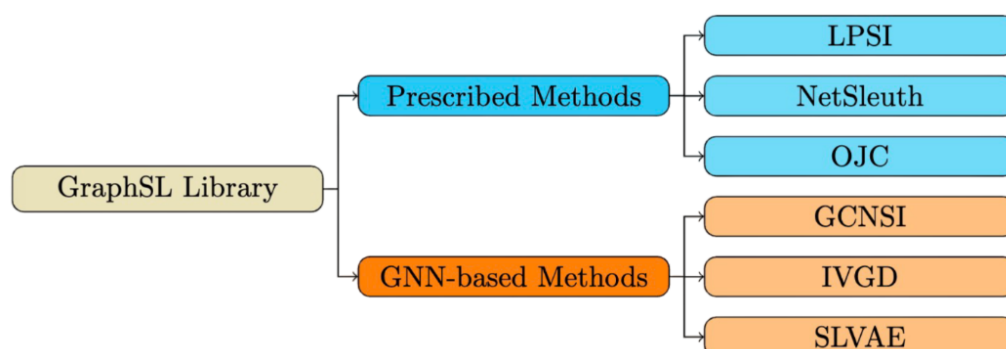 GraphSL Library
Prescribed Methods
LPSI
NetSleuth
OJC
GNN-based Methods
GCNSI
IVGD
SLVAE